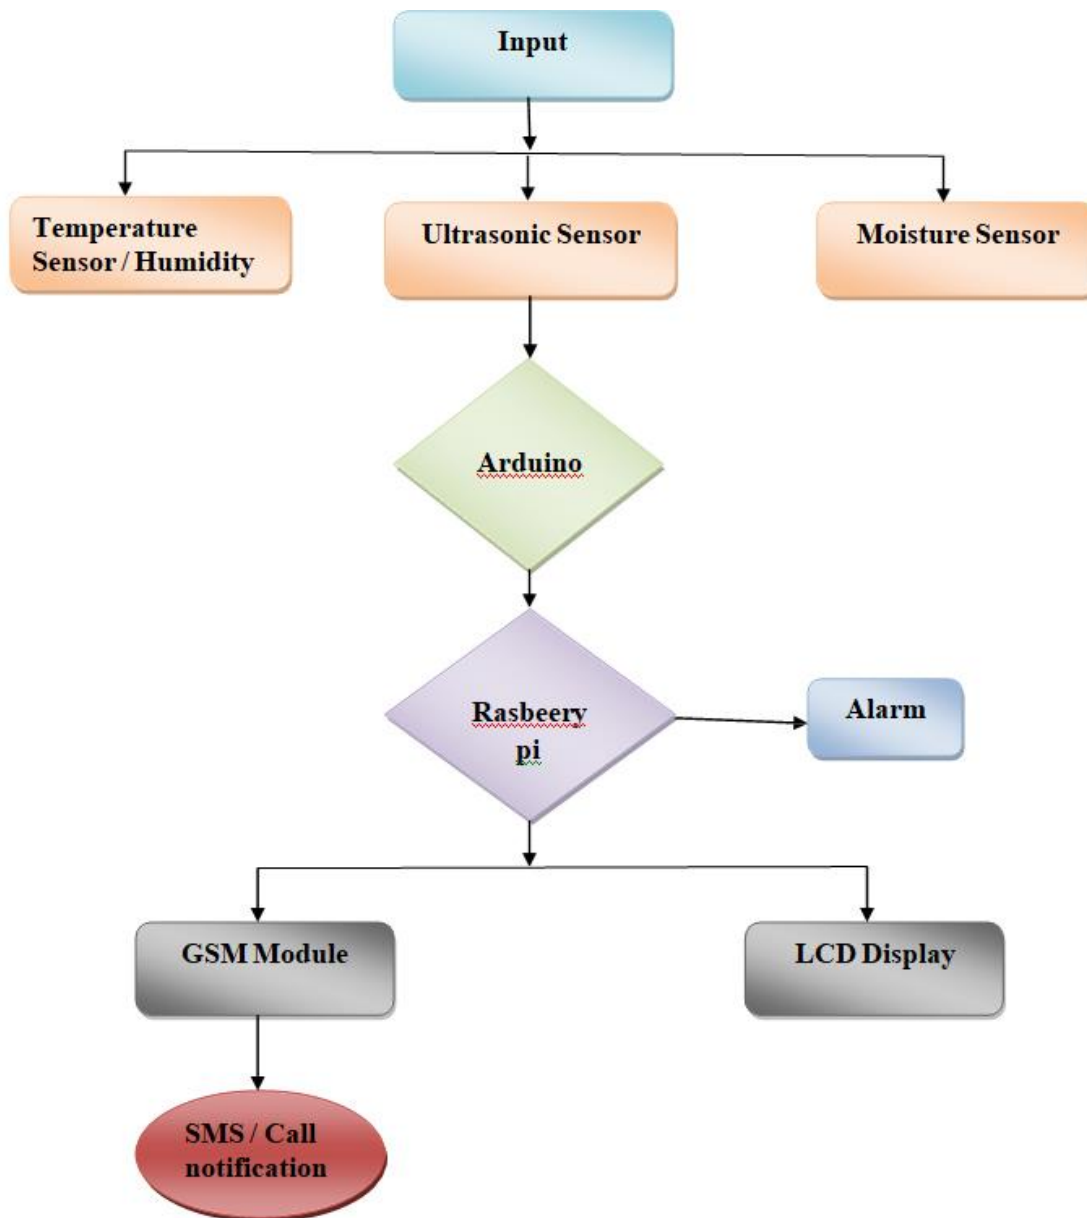 Input
Temperature
Sensor / Humidity
Ultrasonic Sensor
Moisture Sensor
Arduino
Rasbeery
pi
Alarm
GSM Module
LCD Display
SMS / Call
notification